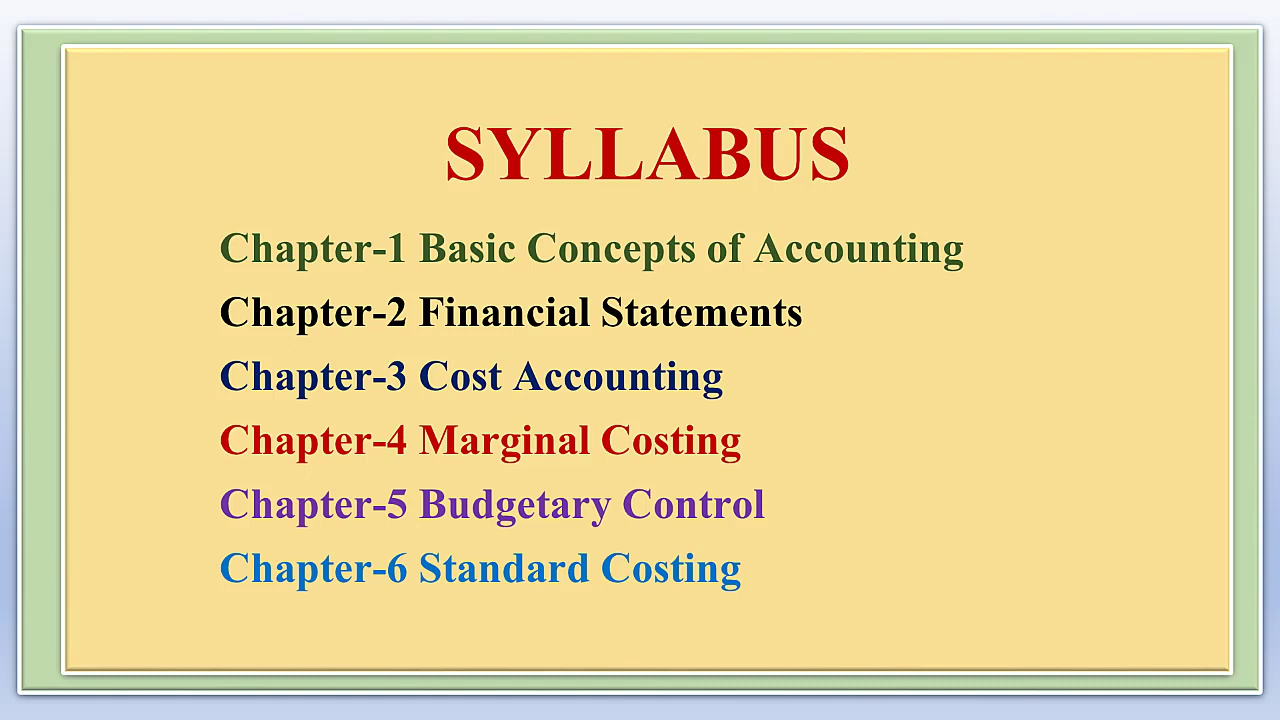 SYLLABUS
Chapter-1 Basic Concepts of Accounting
Chapter-2 Financial Statements
Chapter-3 Cost Accounting
Chapter-4 Marginal Costing
Chapter-5 Budgetary Control
Chapter-6 Standard Costing